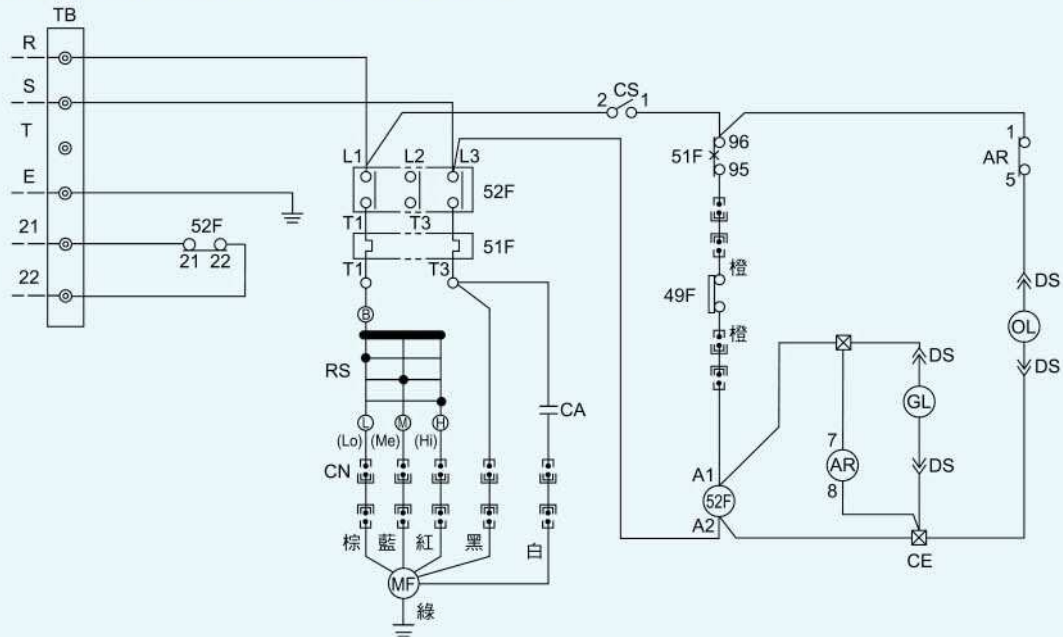 TB
R
S
T
E
21
22
52F
21 22
2 CS 1
L1 L2 L3
52F
T1 T3
51F
T1 T3
B
RS
L M H
(Lo) (Me) (Hi)
CN
棕 藍 紅 黑 白
MF
綠
CA
96
51F
95
橙
49F
橙
A1
52F
A2
1
AR
5
DS
OL
DS
DS
GL
DS
7
AR
8
CE